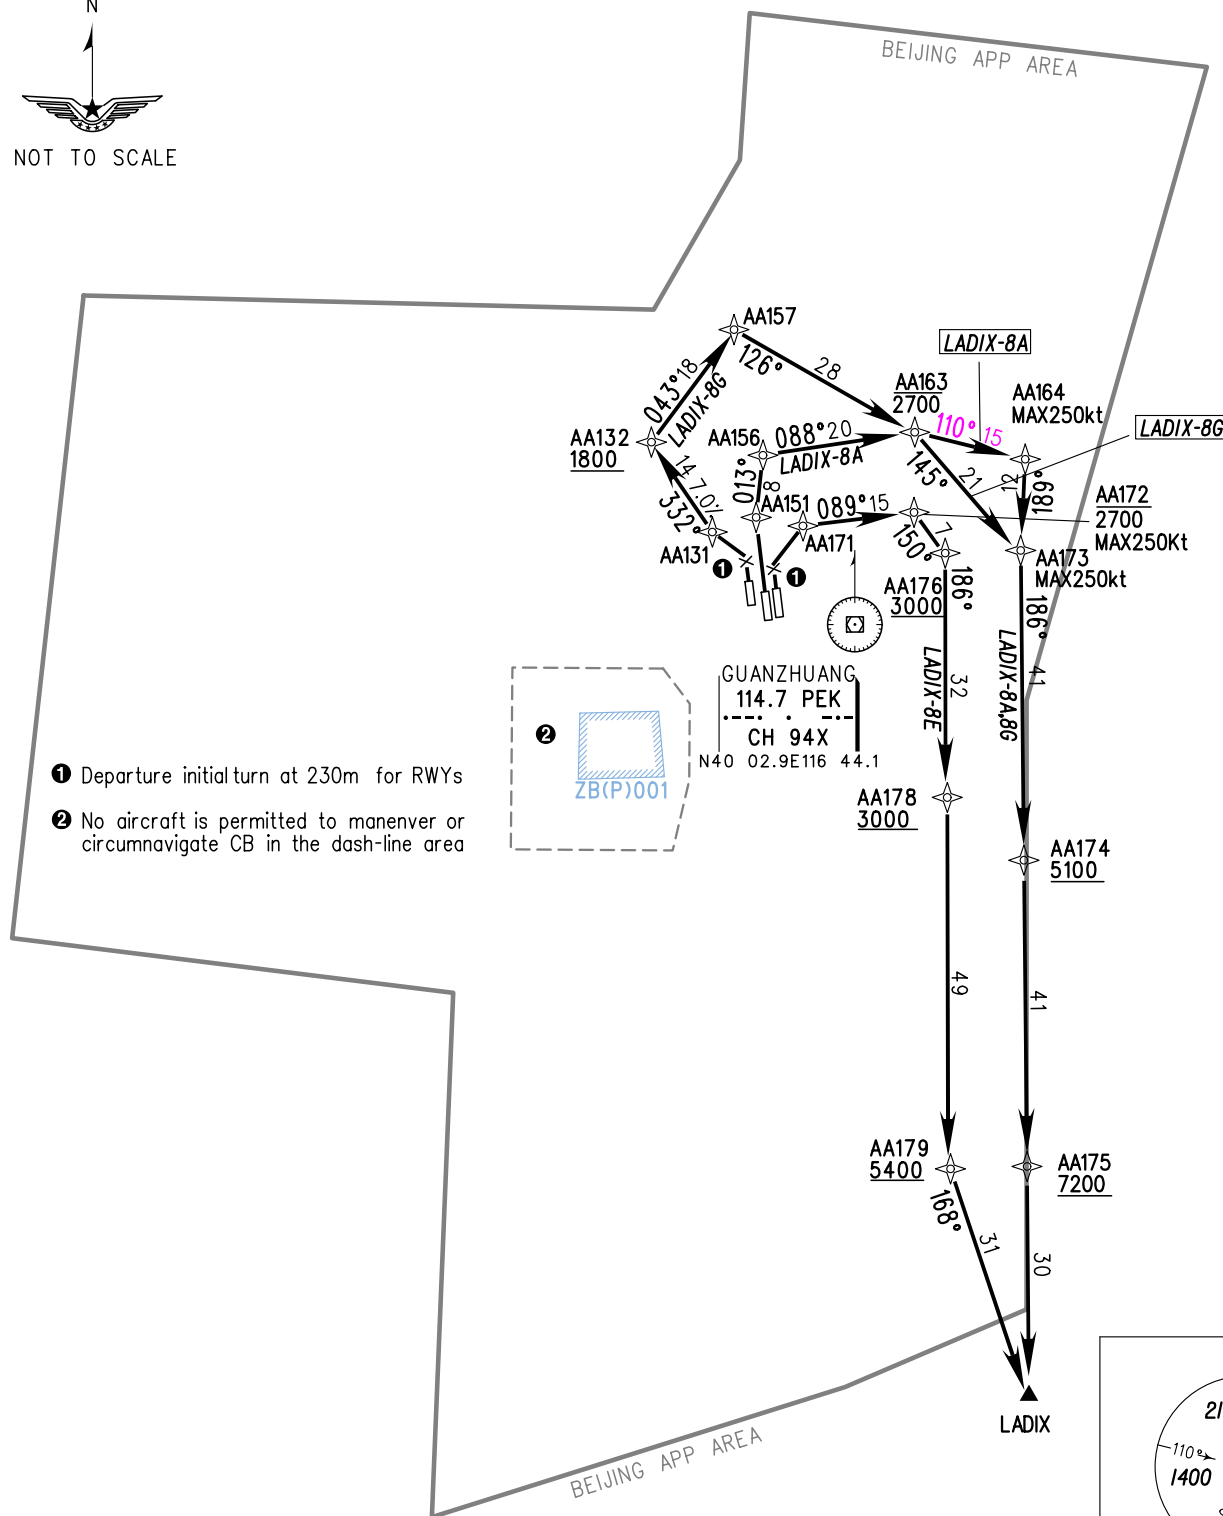 N
NOT TO SCALE
BEIJING APP AREA
AA157
126°
28
043°18
LADIX-8G
LADIX-8A
AA163
2700
AA164
MAX250kt
110°15
LADIX-8G
AA132
1800
AA156
088°20
LADIX-8A
145°
21
12
189°
14 7.0%
332°
013°
8
AA151
089°15
AA172
2700
MAX250Kt
AA131
AA171
150°
7
AA173
MAX250kt
❶
❶
AA176
3000
186°
186°
LADIX-8E
32
LADIX-8A,8G
41
GUANZHUANG
114.7 PEK
CH 94X
N40 02.9E116 44.1
❷
ZB(P)001
❶ Departure initial turn at 230m for RWYs
❷ No aircraft is permitted to manenver or
circumnavigate CB in the dash-line area
AA178
3000
AA174
5100
49
41
AA179
5400
AA175
7200
168°
31
30
LADIX
BEIJING APP AREA
110°
1400